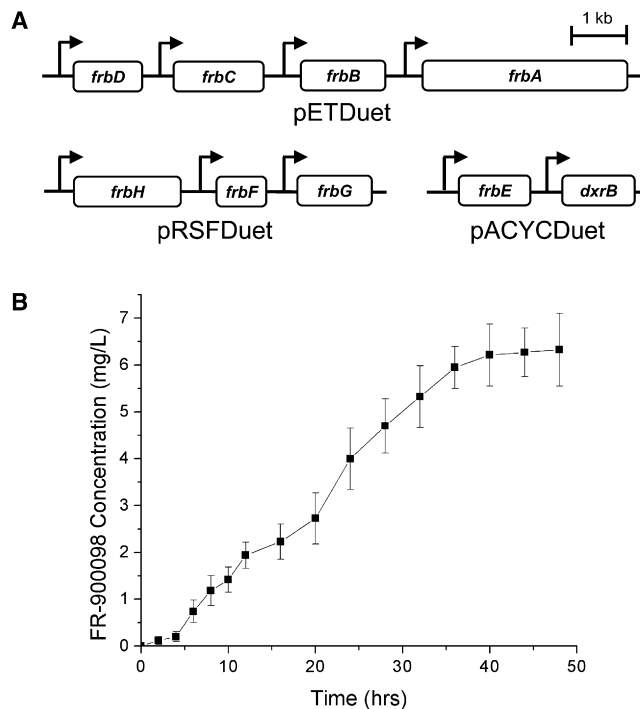 A
1 kb
frbD frbC frbB frbA
pETDuet
frbH frbF frbG frbE dxrB
pRSFDuet pACYCDuet
B
FR-900098 Concentration (mg/L)
7
6
5
4
3
2
1
0
0 10 20 30 40 50
Time (hrs)